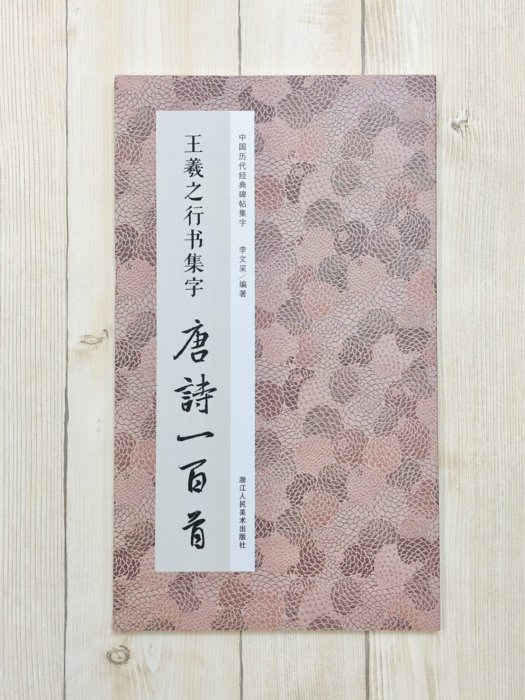 中国历代经典碑帖集字
李文采／编著
浙江人民美术出版社
王羲之行书集字
唐詩一百首